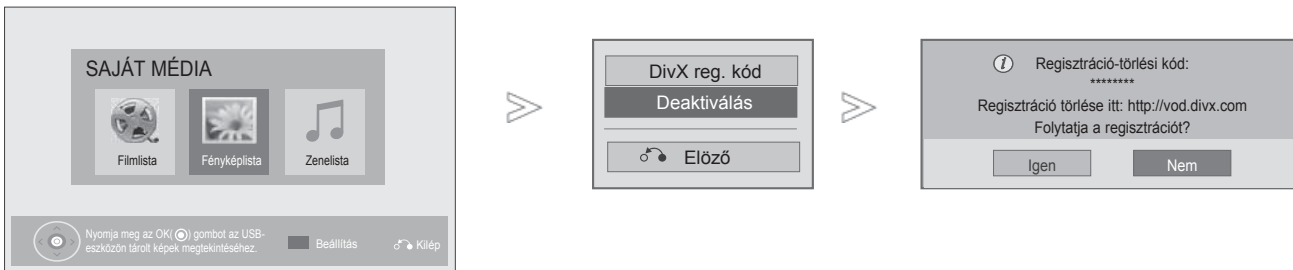 SAJÁT MÉDIA
Filmlista
Fényképlista
Zenelista
Nyomja meg az OK(◉) gombot az USB-
eszközön tárolt képek megtekintéséhez.
Beállítás
Kilép
DivX reg. kód
Deaktiválás
Elöző
Regisztráció-törlési kód:
********
Regisztráció törlése itt: http://vod.divx.com
Folytatja a regisztrációt?
Igen
Nem